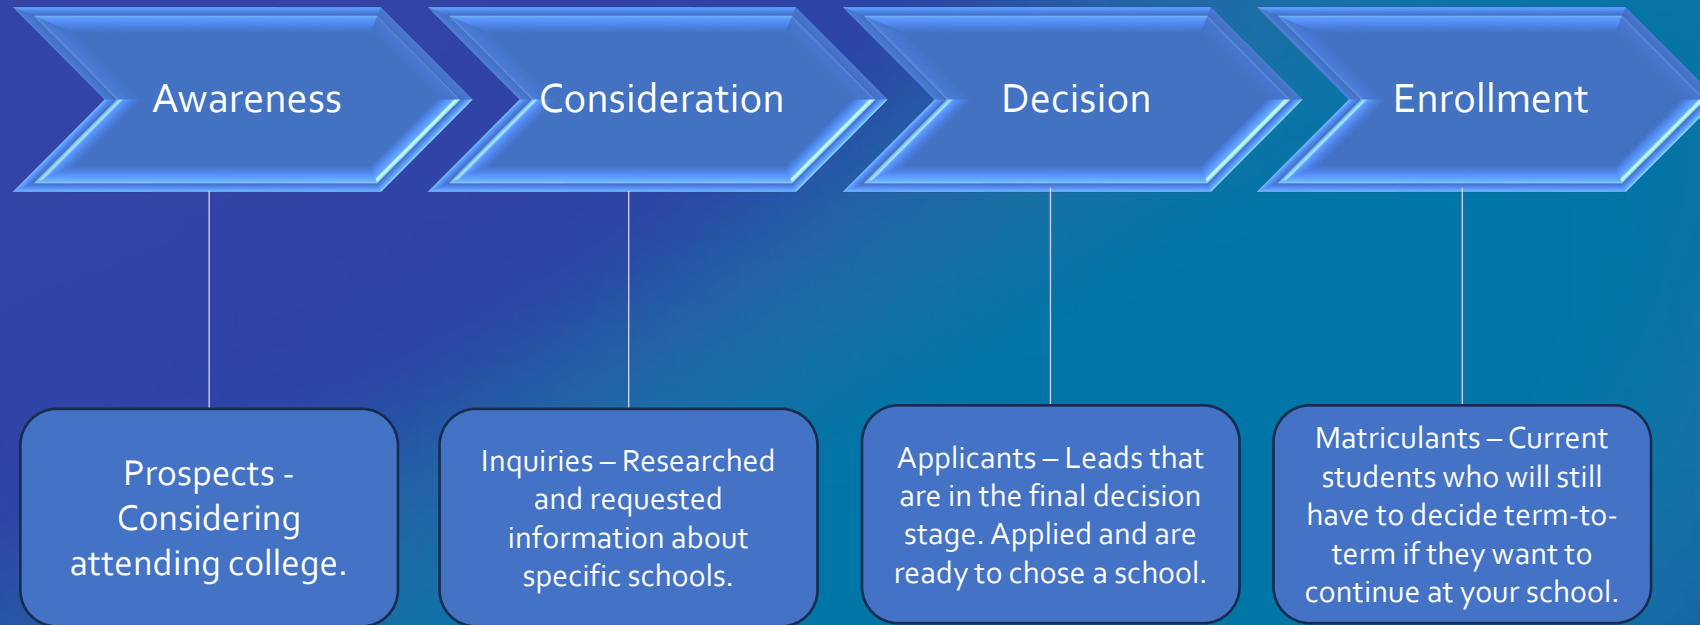 Awareness
Consideration
Decision
Enrollment
Prospects -
Considering
attending college.
Inquiries – Researched
and requested
information about
specific schools.
Applicants – Leads that
are in the final decision
stage. Applied and are
ready to chose a school.
Matriculants – Current
students who will still
have to decide term-to-
term if they want to
continue at your school.